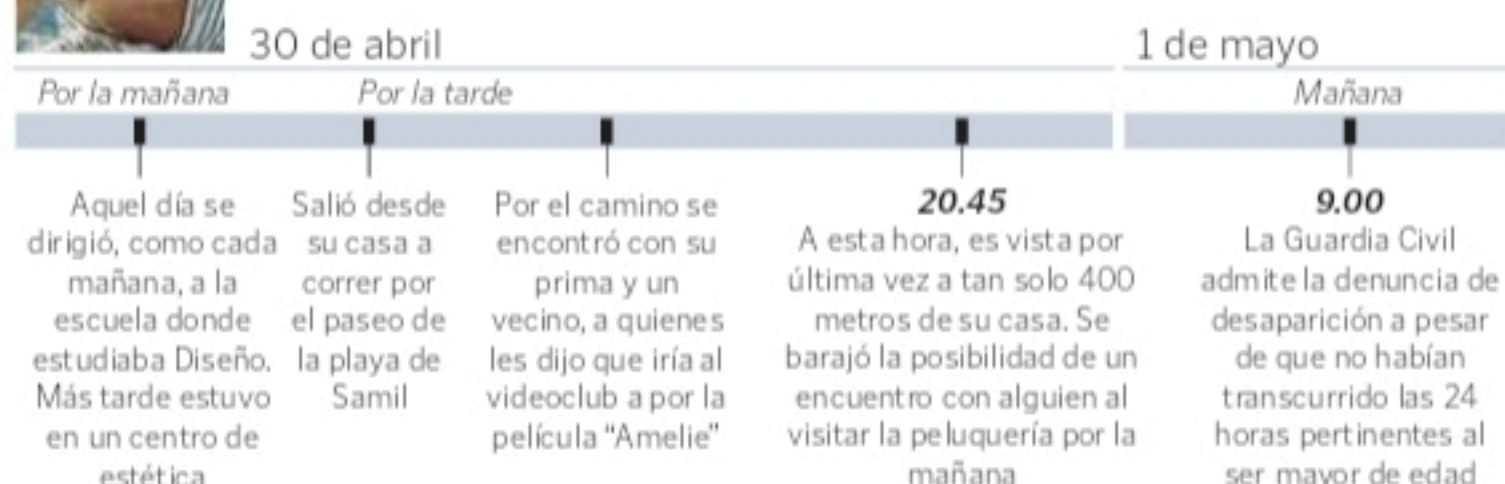 30 de abril
Por la mañana
Por la tarde
Aquel día se
dirigió, como cada
mañana, a la
escuela donde
estudiaba Diseño.
Más tarde estuvo
en un centro de
estética
Salió desde
su casa a
correr por
el paseo de
la playa de
Samil
Por el camino se
encontró con su
prima y un
vecino, a quienes
les dijo que iría al
videoclub a por la
película “Amelie”
20.45
A esta hora, es vista por
última vez a tan solo 400
metros de su casa. Se
barajó la posibilidad de un
encuentro con alguien al
visitar la peluquería por la
mañana
1 de mayo
Mañana
9.00
La Guardia Civil
admite la denuncia de
desaparición a pesar
de que no habían
transcurrido las 24
horas pertinentes al
ser mayor de edad